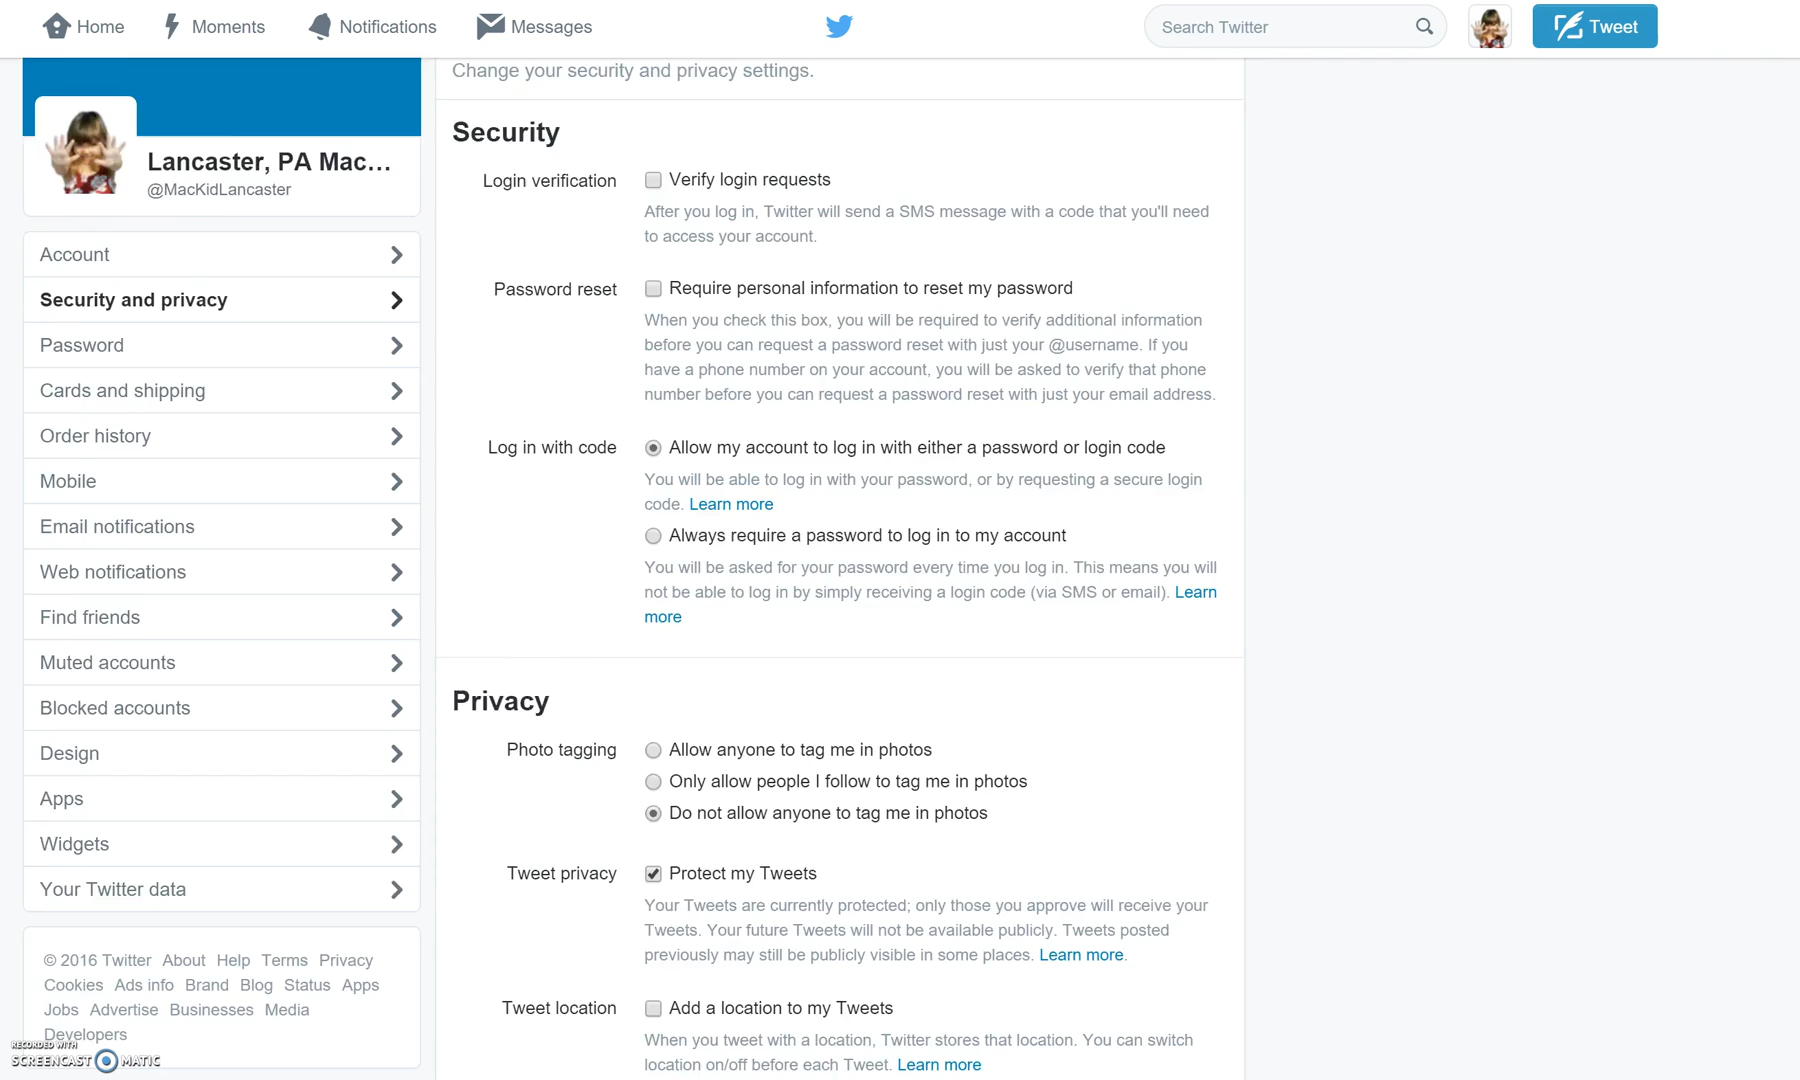 Home
Moments
Notifications
Messages
Search Twitter
Tweet
Lancaster, PA Mac...
@MacKidLancaster
Account
Security and privacy
Password
Cards and shipping
Order history
Mobile
Email notifications
Web notifications
Find friends
Muted accounts
Blocked accounts
Design
Apps
Widgets
Your Twitter data
© 2016 Twitter About Help Terms Privacy
Cookies Ads info Brand Blog Status Apps
Jobs Advertise Businesses Media
Developers
RECORDED WITH
SCREENCAST MATIC
Change your security and privacy settings.
Security
Login verification
Verify login requests
After you log in, Twitter will send a SMS message with a code that you'll need
to access your account.
Password reset
Require personal information to reset my password
When you check this box, you will be required to verify additional information
before you can request a password reset with just your @username. If you
have a phone number on your account, you will be asked to verify that phone
number before you can request a password reset with just your email address.
Log in with code
Allow my account to log in with either a password or login code
You will be able to log in with your password, or by requesting a secure login
code. Learn more
Always require a password to log in to my account
You will be asked for your password every time you log in. This means you will
not be able to log in by simply receiving a login code (via SMS or email). Learn
more
Privacy
Photo tagging
Allow anyone to tag me in photos
Only allow people I follow to tag me in photos
Do not allow anyone to tag me in photos
Tweet privacy
Protect my Tweets
Your Tweets are currently protected; only those you approve will receive your
Tweets. Your future Tweets will not be available publicly. Tweets posted
previously may still be publicly visible in some places. Learn more.
Tweet location
Add a location to my Tweets
When you tweet with a location, Twitter stores that location. You can switch
location on/off before each Tweet. Learn more